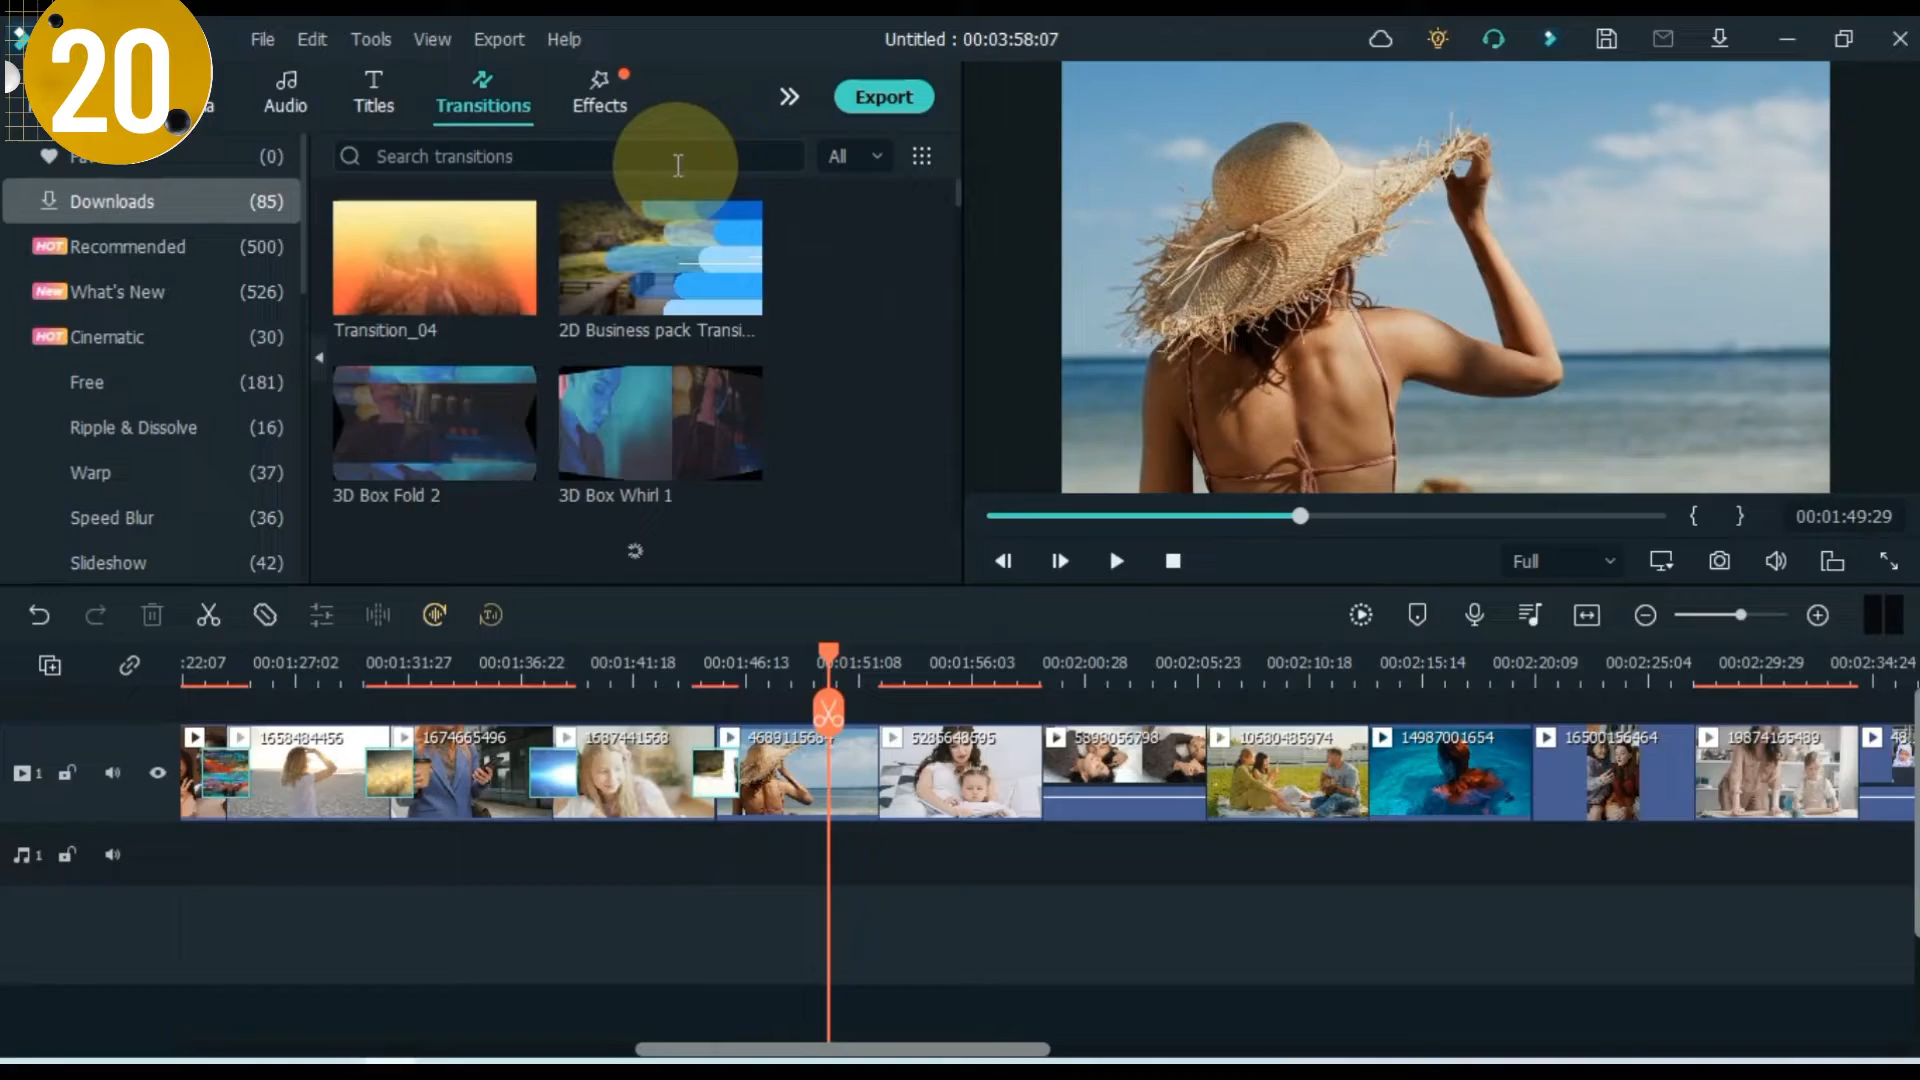 20
File Edit Tools View Export Help
Untitled : 00:03:58:07
Audio
Titles
Transitions
Effects
Export
(0)
Search transitions
All
Downloads (85)
HOT Recommended (500)
New What's New (526)
HOT Cinematic (30)
Free (181)
Ripple & Dissolve (16)
Warp (37)
Speed Blur (36)
Slideshow (42)
Transition_04
2D Business pack Transi...
3D Box Fold 2
3D Box Whirl 1
{ } 00:01:49:29
Full
:22:07 00:01:27:02 00:01:31:27 00:01:36:22 00:01:41:18 00:01:46:13 00:01:51:08 00:01:56:03 00:02:00:28 00:02:05:23 00:02:10:18 00:02:15:14 00:02:20:09 00:02:25:04 00:02:29:29 00:02:34:24
1658484456 1674665496 1687441568 5286648595 5898056798 10680485974 14987001654 16500156464 19874165489
1
1